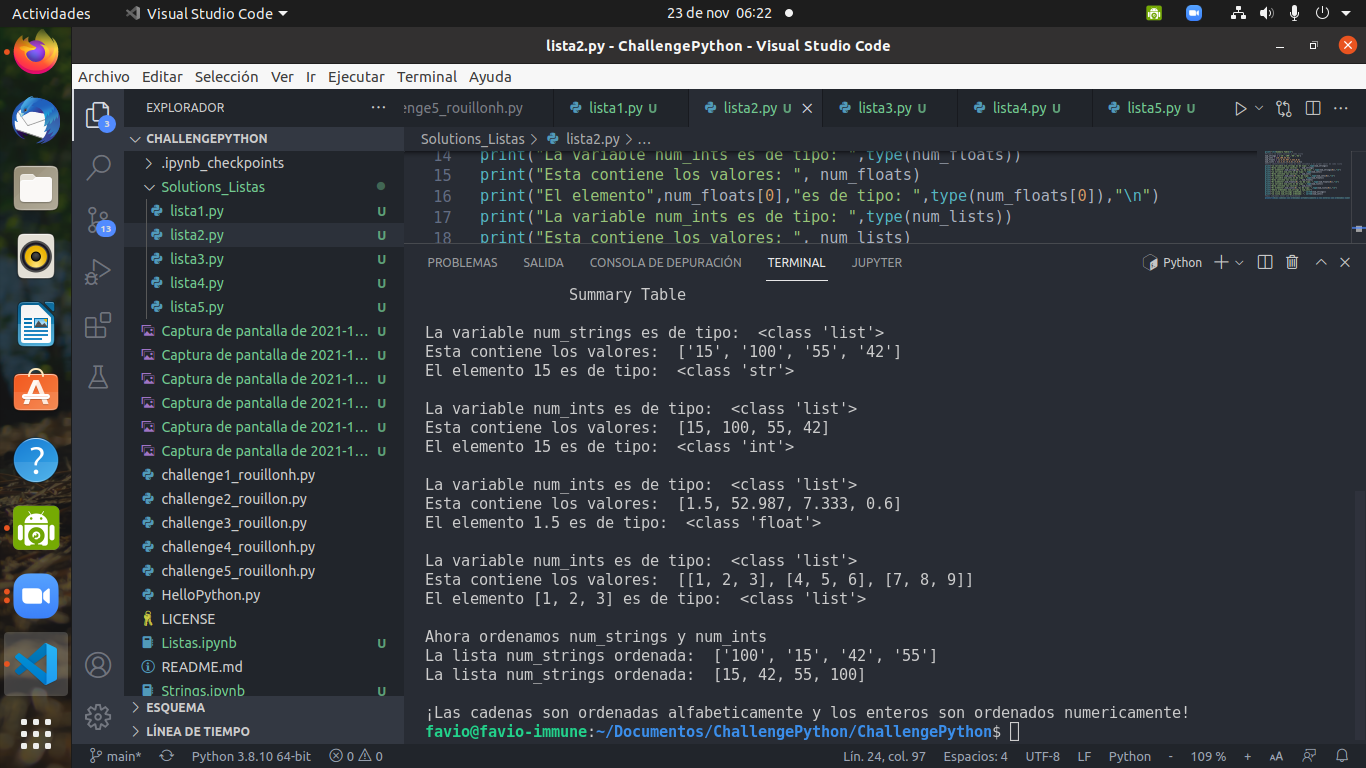 Actividades
Visual Studio Code
23 de nov 06:22
lista2.py - ChallengePython - Visual Studio Code
Archivo Editar Selección Ver Ir Ejecutar Terminal Ayuda
EXPLORADOR
enge5_rouillonh.py
lista1.py U
lista2.py U
lista3.py U
lista4.py U
lista5.py U
Solutions_Listas > lista2.py > ...
3
13
CHALLENGEPYTHON
.ipynb_checkpoints
Solutions_Listas
lista1.py U
lista2.py U
lista3.py U
lista4.py U
lista5.py U
Captura de pantalla de 2021-1... U
Captura de pantalla de 2021-1... U
Captura de pantalla de 2021-1... U
Captura de pantalla de 2021-1... U
Captura de pantalla de 2021-1... U
Captura de pantalla de 2021-1... U
challenge1_rouillonh.py
challenge2_rouillon.py
challenge3_rouillon.py
challenge4_rouillon.py
challenge5_rouillonh.py
HelloPython.py
LICENSE
Listas.ipynb U
README.md
Strings.ipynb U
ESQUEMA
LÍNEA DE TIEMPO
14 print("La variable num_ints es de tipo: ",type(num_floats))
15 print("Esta contiene los valores: ", num_floats)
16 print("El elemento",num_floats[0],"es de tipo: ",type(num_floats[0]),"\n")
17 print("La variable num_ints es de tipo: ",type(num_lists))
18 print("Esta contiene los valores: ", num_lists)
PROBLEMAS SALIDA CONSOLA DE DEPURACIÓN TERMINAL JUPYTER
Python
Summary Table
La variable num_strings es de tipo:  <class 'list'>
Esta contiene los valores:  ['15', '100', '55', '42']
El elemento 15 es de tipo:  <class 'str'>
La variable num_ints es de tipo:  <class 'list'>
Esta contiene los valores:  [15, 100, 55, 42]
El elemento 15 es de tipo:  <class 'int'>
La variable num_ints es de tipo:  <class 'list'>
Esta contiene los valores:  [1.5, 52.987, 7.333, 0.6]
El elemento 1.5 es de tipo:  <class 'float'>
La variable num_ints es de tipo:  <class 'list'>
Esta contiene los valores:  [[1, 2, 3], [4, 5, 6], [7, 8, 9]]
El elemento [1, 2, 3] es de tipo:  <class 'list'>
Ahora ordenamos num_strings y num_ints
La lista num_strings ordenada:  ['100', '15', '42', '55']
La lista num_strings ordenada:  [15, 42, 55, 100]
¡Las cadenas son ordenadas alfabeticamente y los enteros son ordenados numericamente!
favio@favio-immune:~/Documentos/ChallengePython/ChallengePython$
main* Python 3.8.10 64-bit 0 0 Lín. 24, col. 97 Espacios: 4 UTF-8 LF Python - 109 % + AA